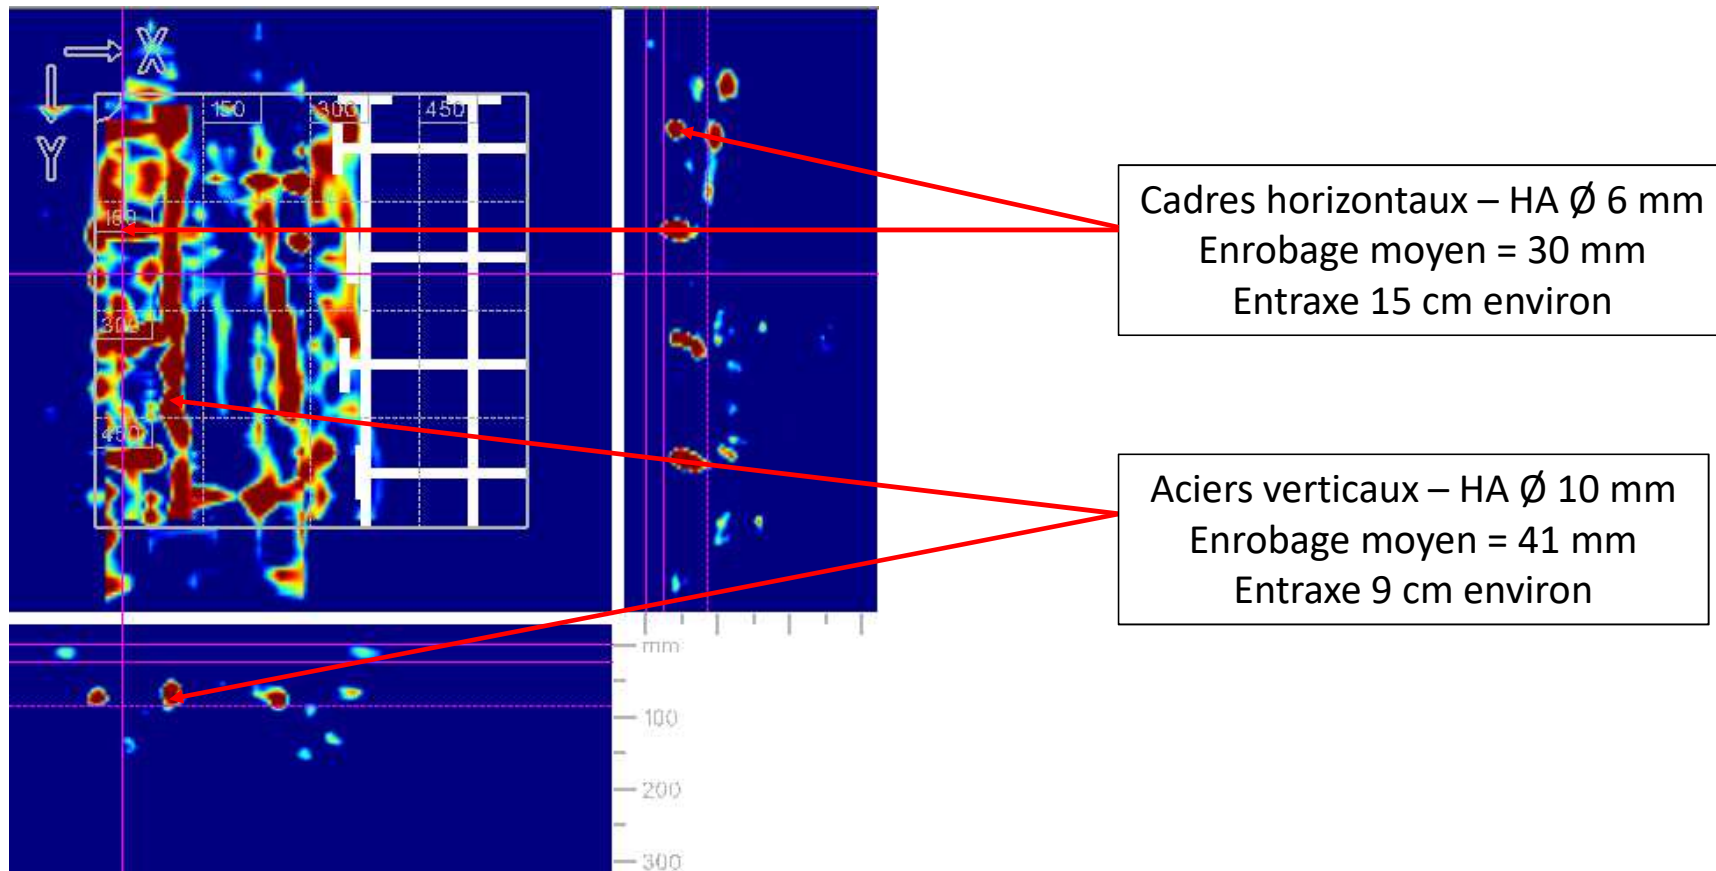 X
Y
150
300
450
150
300
450
mm
100
200
300
Cadres horizontaux – HA Ø 6 mm
Enrobage moyen = 30 mm
Entraxe 15 cm environ
Aciers verticaux – HA Ø 10 mm
Enrobage moyen = 41 mm
Entraxe 9 cm environ